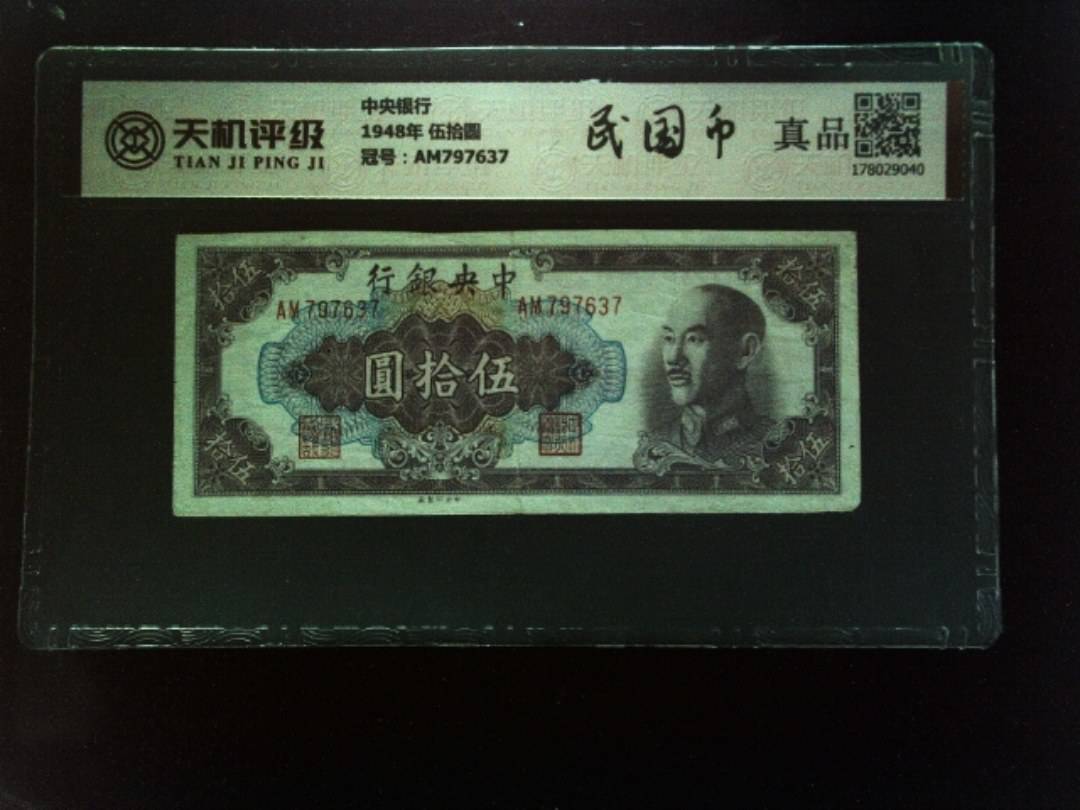 天机评级
TIAN JI PING JI
中央银行
1948年 伍拾圆
冠号：AM797637
民国币
真品
178029040
行銀央中
AM797637
AM797637
圓拾伍
拾伍
拾伍
拾伍
拾伍